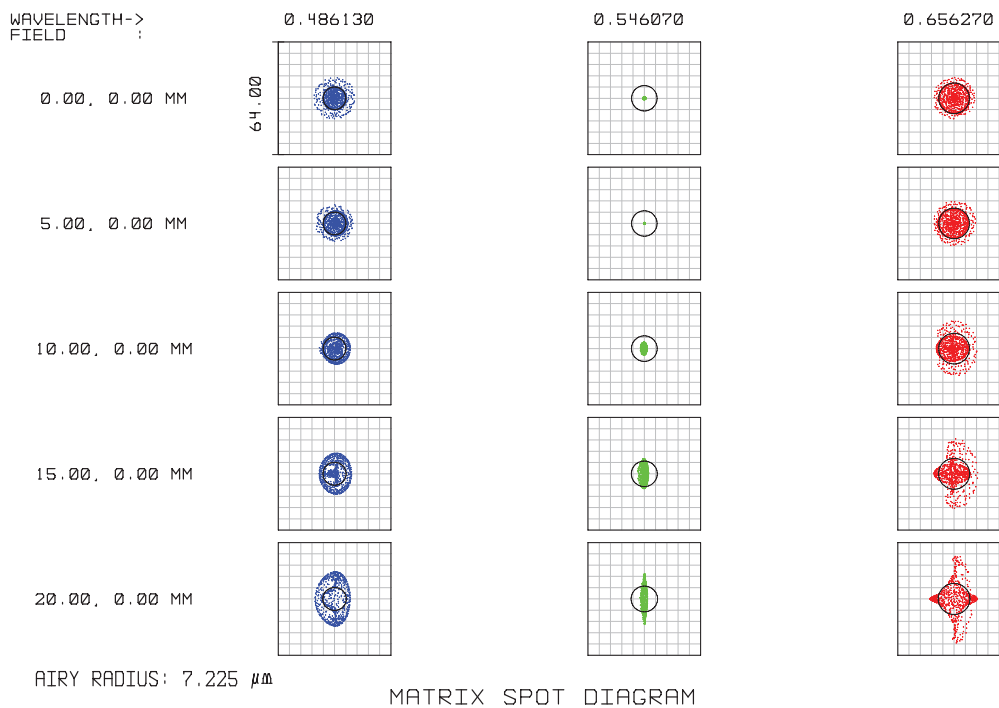 WAVELENGTH-> 0.486130 0.546070 0.656270
FIELD :
0.00, 0.00 MM
64.00
5.00, 0.00 MM
10.00, 0.00 MM
15.00, 0.00 MM
20.00, 0.00 MM
AIRY RADIUS: 7.225 µm
MATRIX SPOT DIAGRAM